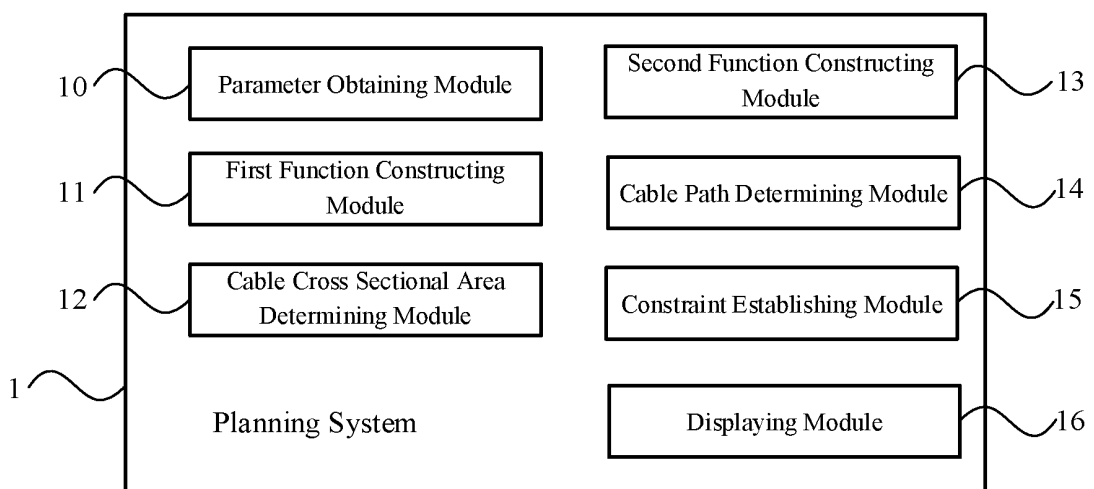 10
Parameter Obtaining Module
11
First Function Constructing
Module
12
Cable Cross Sectional Area
Determining Module
1
Planning System
Second Function Constructing
Module
13
Cable Path Determining Module
14
Constraint Establishing Module
15
Displaying Module
16